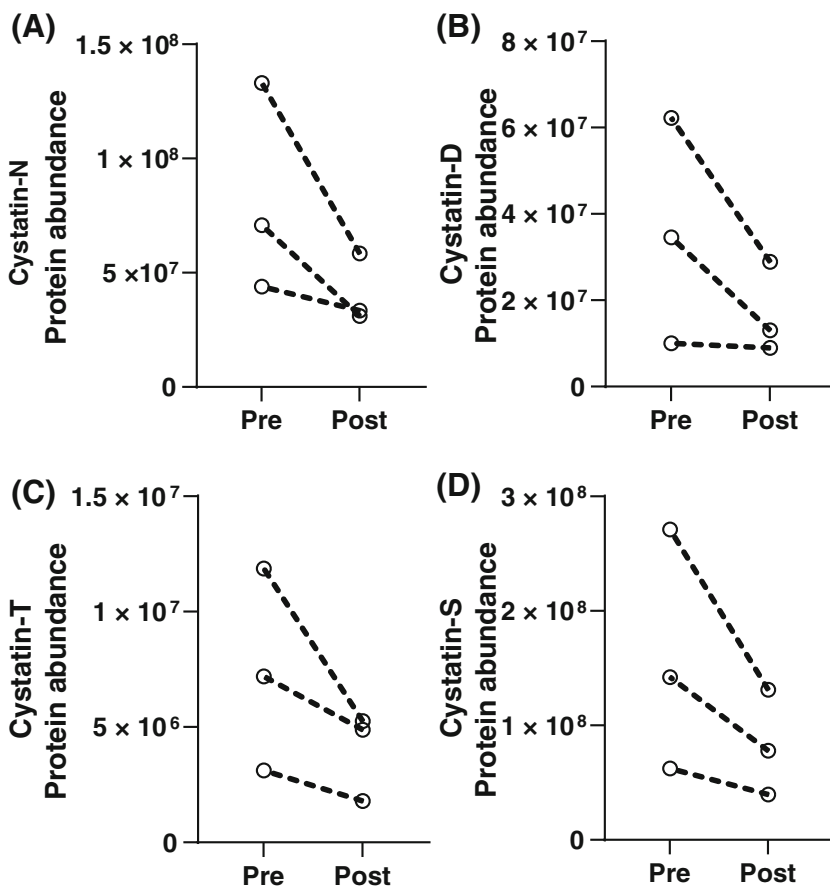 (A)
Cystatin-N
Protein abundance
1.5 × 10⁸
1 × 10⁸
5 ×10⁷
0
Pre Post
(B)
Cystatin-D
Protein abundance
8 × 10⁷
6 × 10⁷
4 × 10⁷
2 × 10⁷
0
Pre Post
(C)
Cystatin-T
Protein abundance
1.5 × 10⁷
1 × 10⁷
5 × 10⁶
0
Pre Post
(D)
Cystatin-S
Protein abundance
3 × 10⁸
2 × 10⁸
1 × 10⁸
0
Pre Post